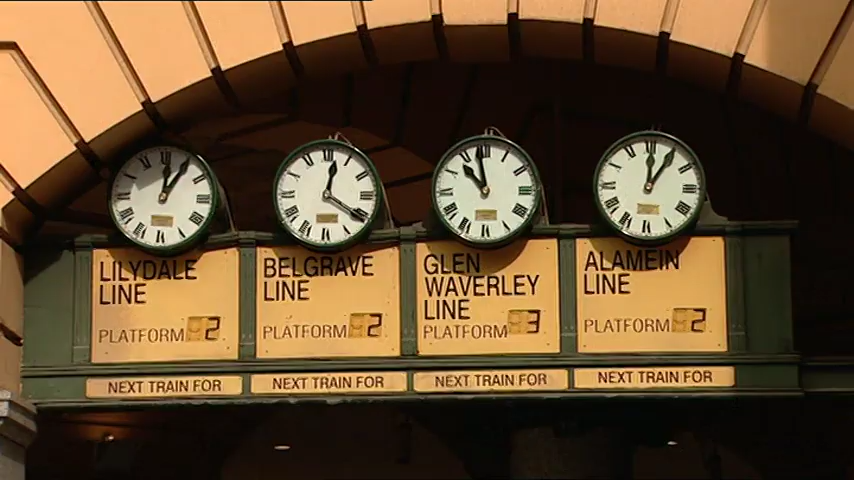 LILYDALE
LINE
PLATFORM 2
BELGRAVE
LINE
PLATFORM 2
GLEN
WAVERLEY
LINE
PLATFORM 3
ALAMEIN
LINE
PLATFORM 2
NEXT TRAIN FOR
NEXT TRAIN FOR
NEXT TRAIN FOR
NEXT TRAIN FOR